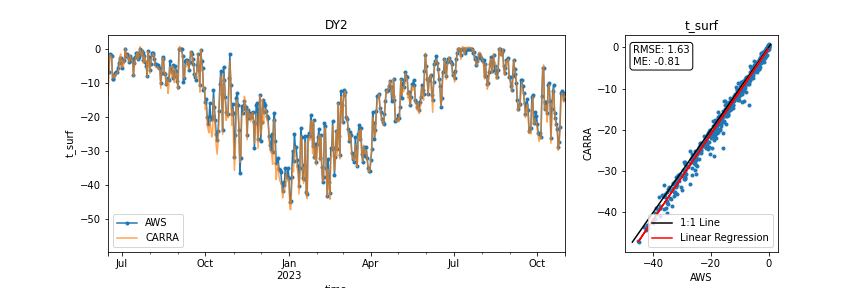 DY2
t_surf
0
−10
−20
−30
−40
−50
AWS
CARRA
Jul
Oct
Jan
2023
Apr
Jul
Oct
time
t_surf
CARRA
0
−10
−20
−30
−40
RMSE: 1.63
ME: -0.81
1:1 Line
Linear Regression
−40
−20
0
AWS